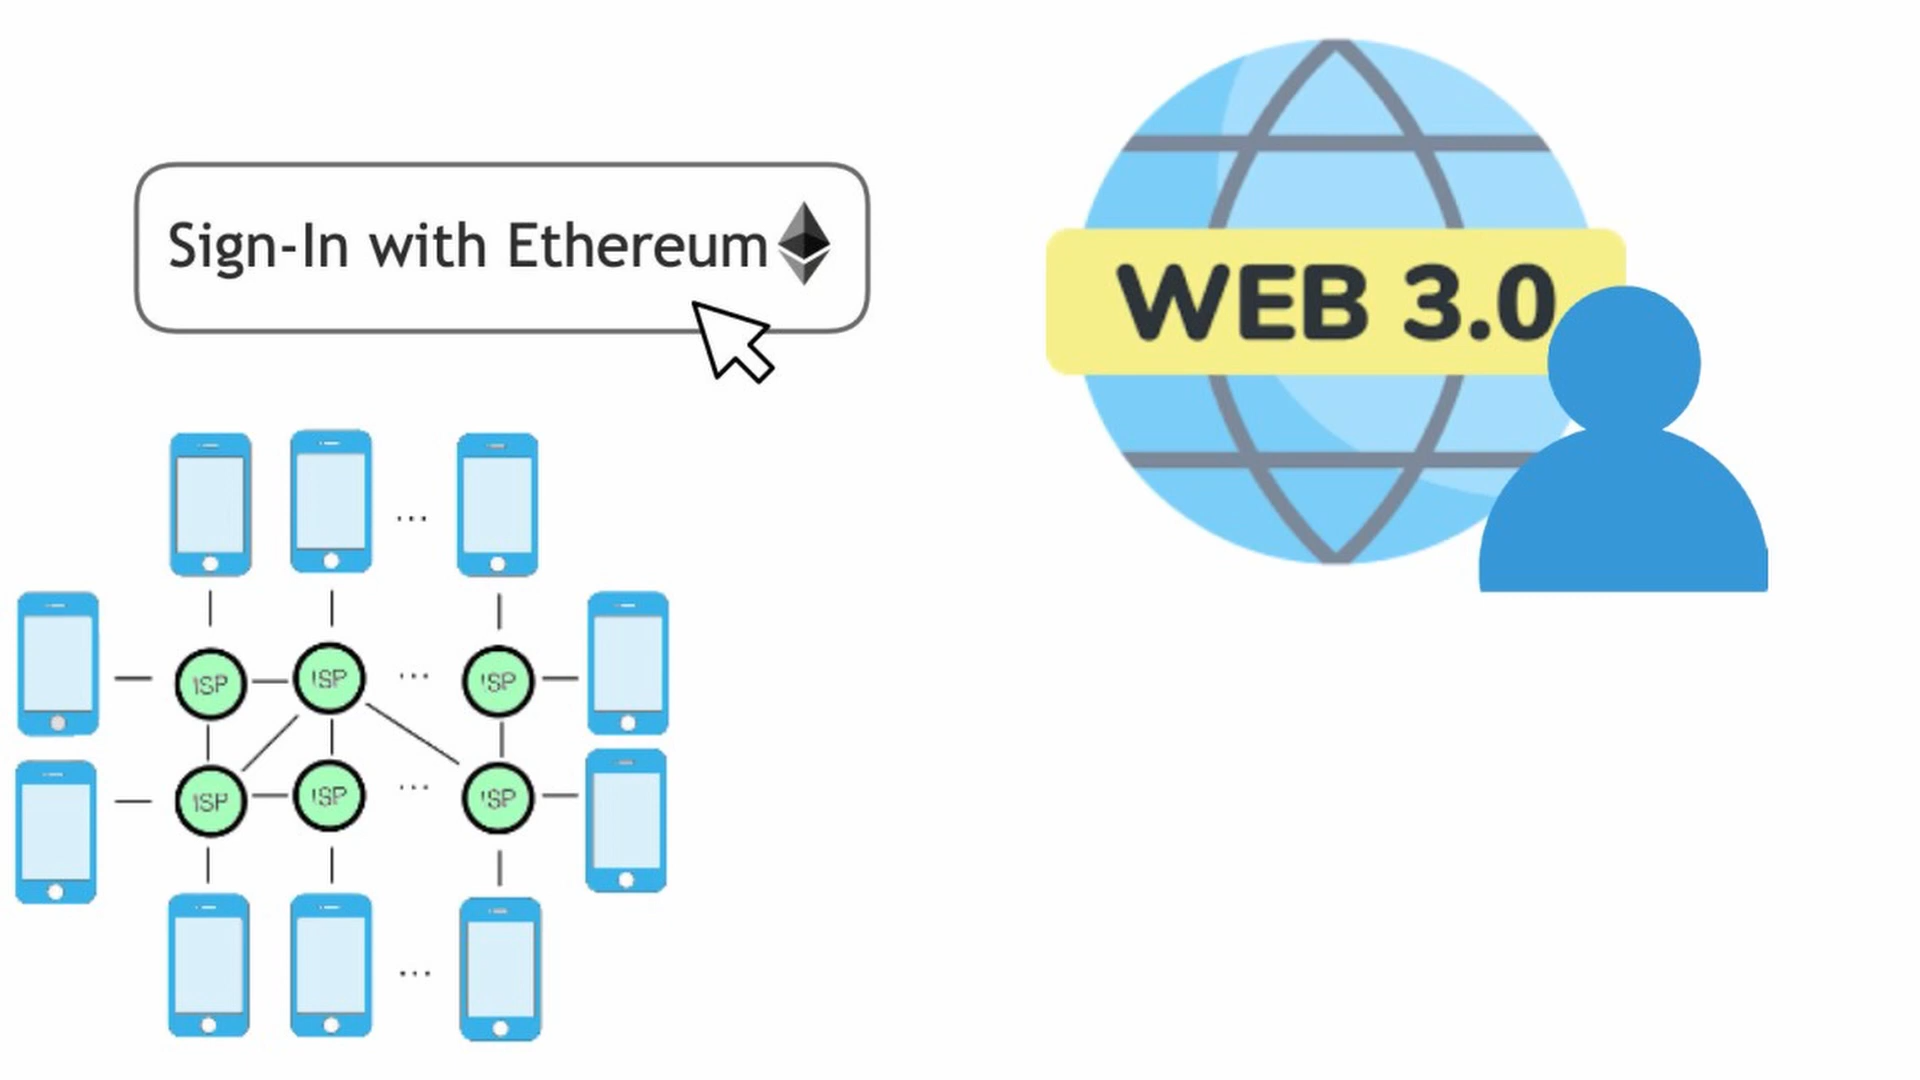 Sign-In with Ethereum
WEB 3.0
...
ISP ISP ... ISP
ISP ISP ... ISP
...